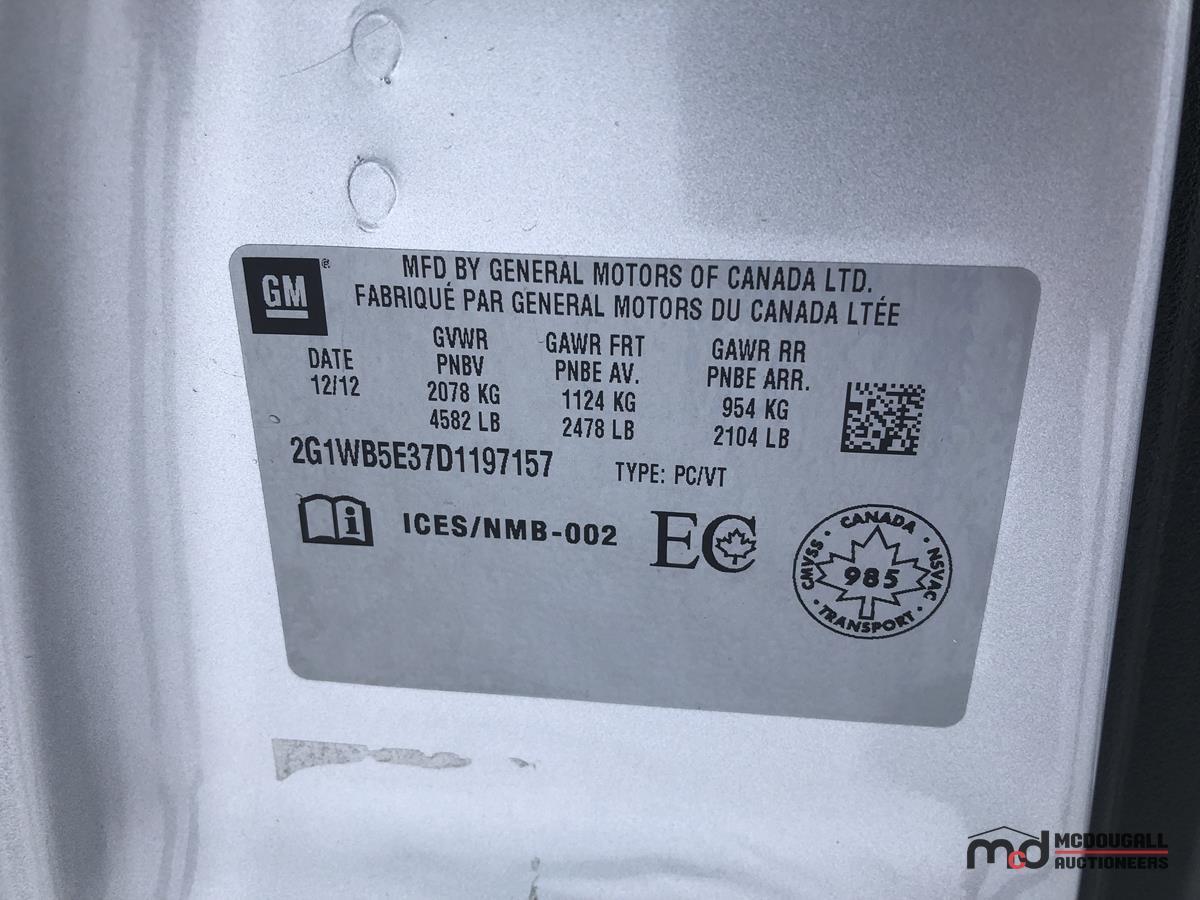 GM
MFD BY GENERAL MOTORS OF CANADA LTD.
FABRIQUÉ PAR GENERAL MOTORS DU CANADA LTÉE
DATE
12/12
GVWR
PNBV
2078 KG
4582 LB
GAWR FRT
PNBE AV.
1124 KG
2478 LB
GAWR RR
PNBE ARR.
954 KG
2104 LB
2G1WB5E37D1197157
TYPE: PC/VT
i
ICES/NMB-002
EC
CANADA
CMVSS · NSVAC
985
TRANSPORT
mcd MCDOUGALL
AUCTIONEERS